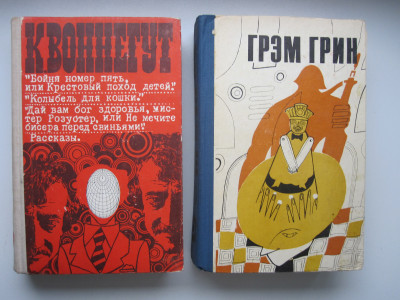 К ВОННЕГУТ
"Бойня номер пять,
или Крестовый поход детей."
"Колыбель для кошки."
"Дай вам бог здоровья, мис-
тер Розуотер, или Не мечите
бисера перед свиньями."
Рассказы.
ГРЭМ ГРИН